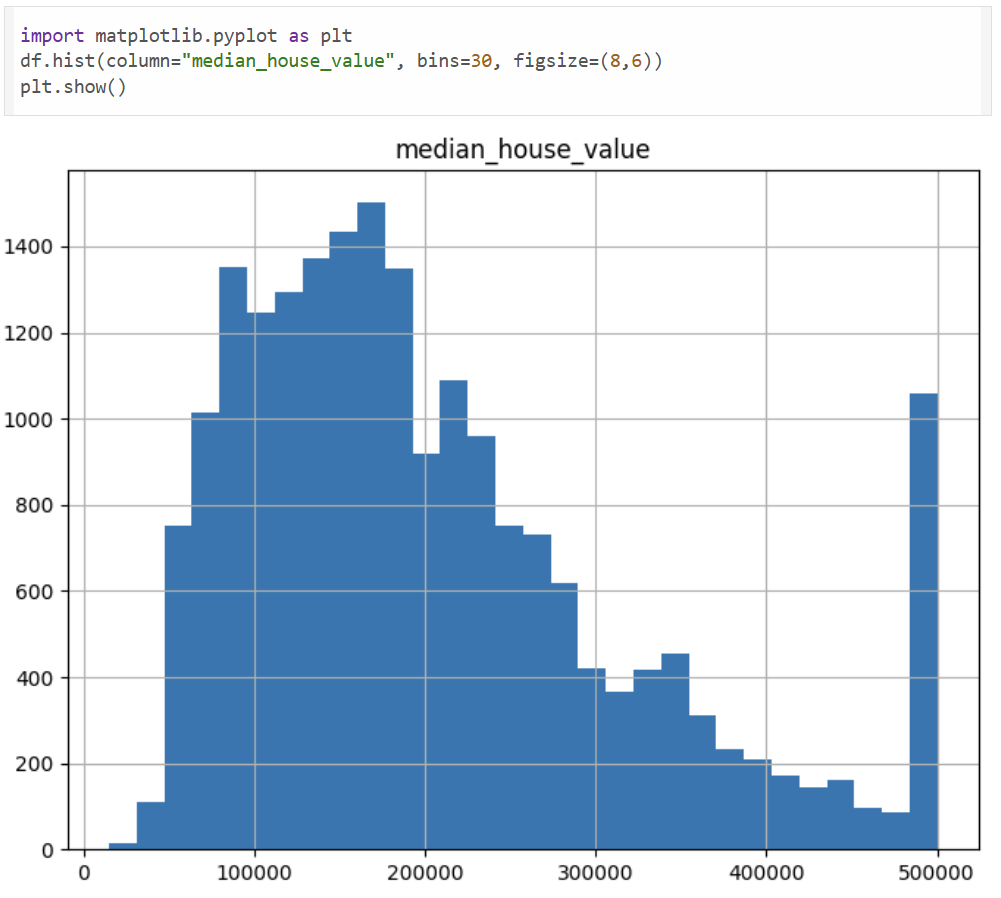 import matplotlib.pyplot as plt
df.hist(column="median_house_value", bins=30, figsize=(8,6))
plt.show()
median_house_value
1400
1200
1000
800
600
400
200
0
0 100000 200000 300000 400000 500000